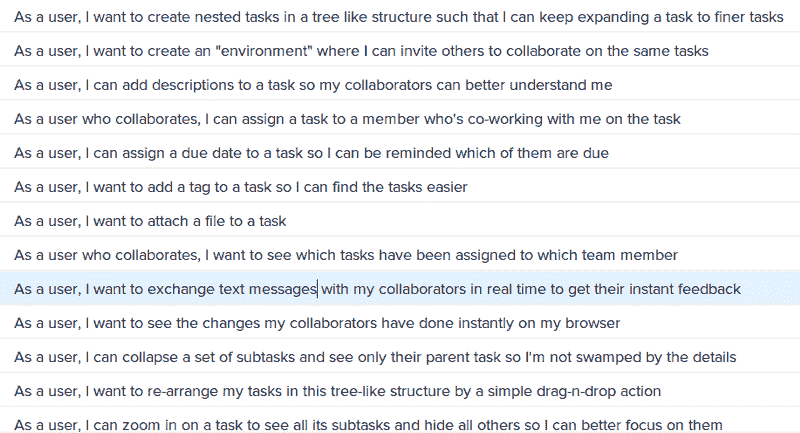 As a user, I want to create nested tasks in a tree like structure such that I can keep expanding a task to finer tasks
As a user, I want to create an "environment" where I can invite others to collaborate on the same tasks
As a user, I can add descriptions to a task so my collaborators can better understand me
As a user who collaborates, I can assign a task to a member who's co-working with me on the task
As a user, I can assign a due date to a task so I can be reminded which of them are due
As a user, I want to add a tag to a task so I can find the tasks easier
As a user, I want to attach a file to a task
As a user who collaborates, I want to see which tasks have been assigned to which team member
As a user, I want to exchange text messages with my collaborators in real time to get their instant feedback
As a user, I want to see the changes my collaborators have done instantly on my browser
As a user, I can collapse a set of subtasks and see only their parent task so I'm not swamped by the details
As a user, I want to re-arrange my tasks in this tree-like structure by a simple drag-n-drop action
As a user, I can zoom in on a task to see all its subtasks and hide all others so I can better focus on them